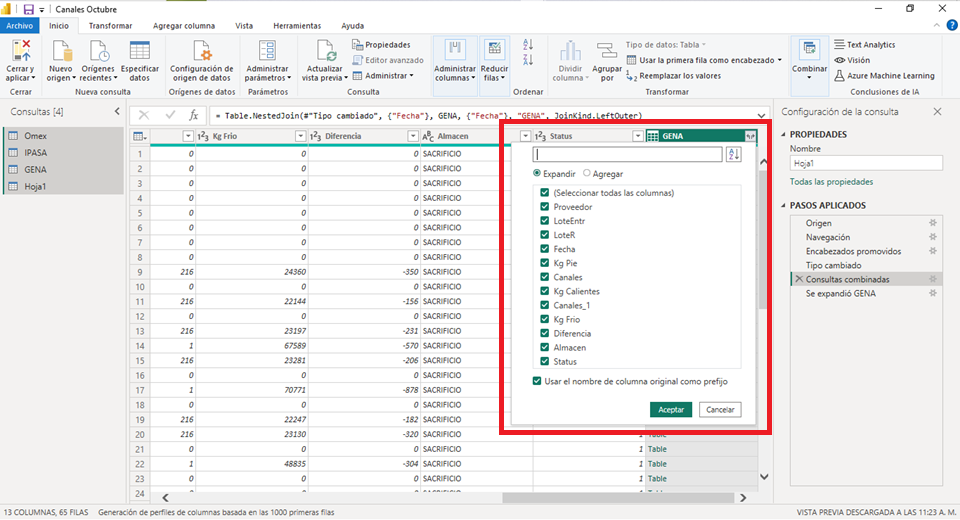 Canales Octubre
Archivo Inicio Transformar Agregar columna Vista Herramientas Ayuda
Cerrar y aplicar
Cerrar
Nuevo origen
Orígenes recientes
Especificar datos
Nueva consulta
Configuración de origen de datos
Orígenes de datos
Administrar parámetros
Parámetros
Actualizar vista previa
Propiedades
Editor avanzado
Administrar
Consulta
Administrar columnas
Reducir filas
Ordenar
Dividir columna
Agrupar por
Tipo de datos: Tabla
Usar la primera fila como encabezado
Reemplazar los valores
Transformar
Combinar
Text Analytics
Visión
Azure Machine Learning
Conclusiones de IA
Consultas [4]
Omex
IPASA
GENA
Hoja1
= Table.NestedJoin(#"Tipo cambiado", {"Fecha"}, GENA, {"Fecha"}, "GENA", JoinKind.LeftOuter)
Kg Frio Diferencia Almacen Status GENA
1 0 0 SACRIFICIO
2 0 0 SACRIFICIO
3 0 0 SACRIFICIO
4 0 0 SACRIFICIO
5 0 0 SACRIFICIO
6 0 0 SACRIFICIO
7 0 0 SACRIFICIO
8 0 0 SACRIFICIO
9 216 24360 -350 SACRIFICIO
10 0 0 0 SACRIFICIO
11 216 22144 -156 SACRIFICIO
12 0 0 0 SACRIFICIO
13 216 23197 -231 SACRIFICIO
14 1 67589 -570 SACRIFICIO
15 216 23281 -206 SACRIFICIO
16 0 0 0 SACRIFICIO
17 1 70771 -878 SACRIFICIO
18 0 0 0 SACRIFICIO
19 216 22247 -182 SACRIFICIO
20 216 23130 -320 SACRIFICIO 1 Table
21 0 0 0 SACRIFICIO 1 Table
22 1 48835 -304 SACRIFICIO 1 Table
23 0 0 0 SACRIFICIO 1 Table
24
Expandir Agregar
(Seleccionar todas las columnas)
Proveedor
LoteEntr
LoteR
Fecha
Kg Pie
Canales
Kg Calientes
Canales_1
Kg Frio
Diferencia
Almacen
Status
Usar el nombre de columna original como prefijo
Aceptar Cancelar
Configuración de la consulta
PROPIEDADES
Nombre
Hoja1
Todas las propiedades
PASOS APLICADOS
Origen
Navegación
Encabezados promovidos
Tipo cambiado
Consultas combinadas
Se expandió GENA
13 COLUMNAS, 65 FILAS Generación de perfiles de columnas basada en las 1000 primeras filas VISTA PREVIA DESCARGADA A LAS 11:23 A. M.